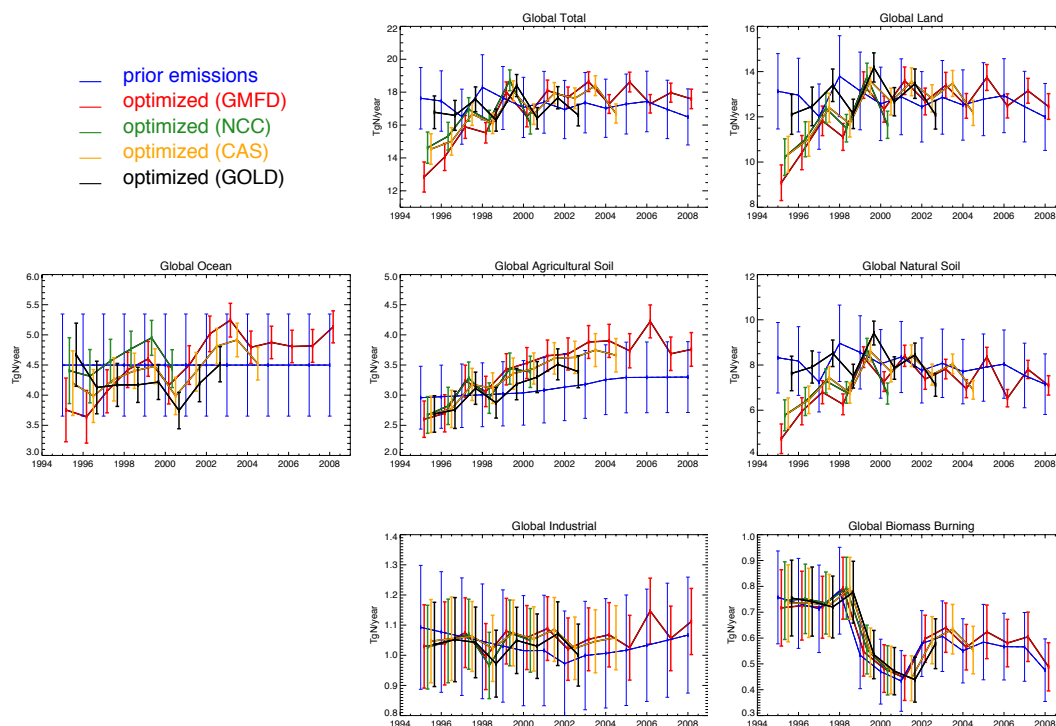 prior emissions
optimized (GMFD)
optimized (NCC)
optimized (CAS)
optimized (GOLD)
Global Total
TgN/year
22
20
18
16
14
12
11
1994 1996 1998 2000 2002 2004 2006 2008
Global Land
TgN/year
16
14
12
10
8
1994 1996 1998 2000 2002 2004 2006 2008
Global Ocean
TgN/year
6.0
5.5
5.0
4.5
4.0
3.5
3.0
1994 1996 1998 2000 2002 2004 2006 2008
Global Agricultural Soil
TgN/year
5.0
4.5
4.0
3.5
3.0
2.5
2.0
1994 1996 1998 2000 2002 2004 2006 2008
Global Natural Soil
TgN/year
12
10
8
6
4
1994 1996 1998 2000 2002 2004 2006 2008
Global Industrial
TgN/year
1.4
1.3
1.2
1.1
1.0
0.9
0.8
1994 1996 1998 2000 2002 2004 2006 2008
Global Biomass Burning
TgN/year
1.0
0.9
0.8
0.7
0.6
0.5
0.4
0.3
1994 1996 1998 2000 2002 2004 2006 2008